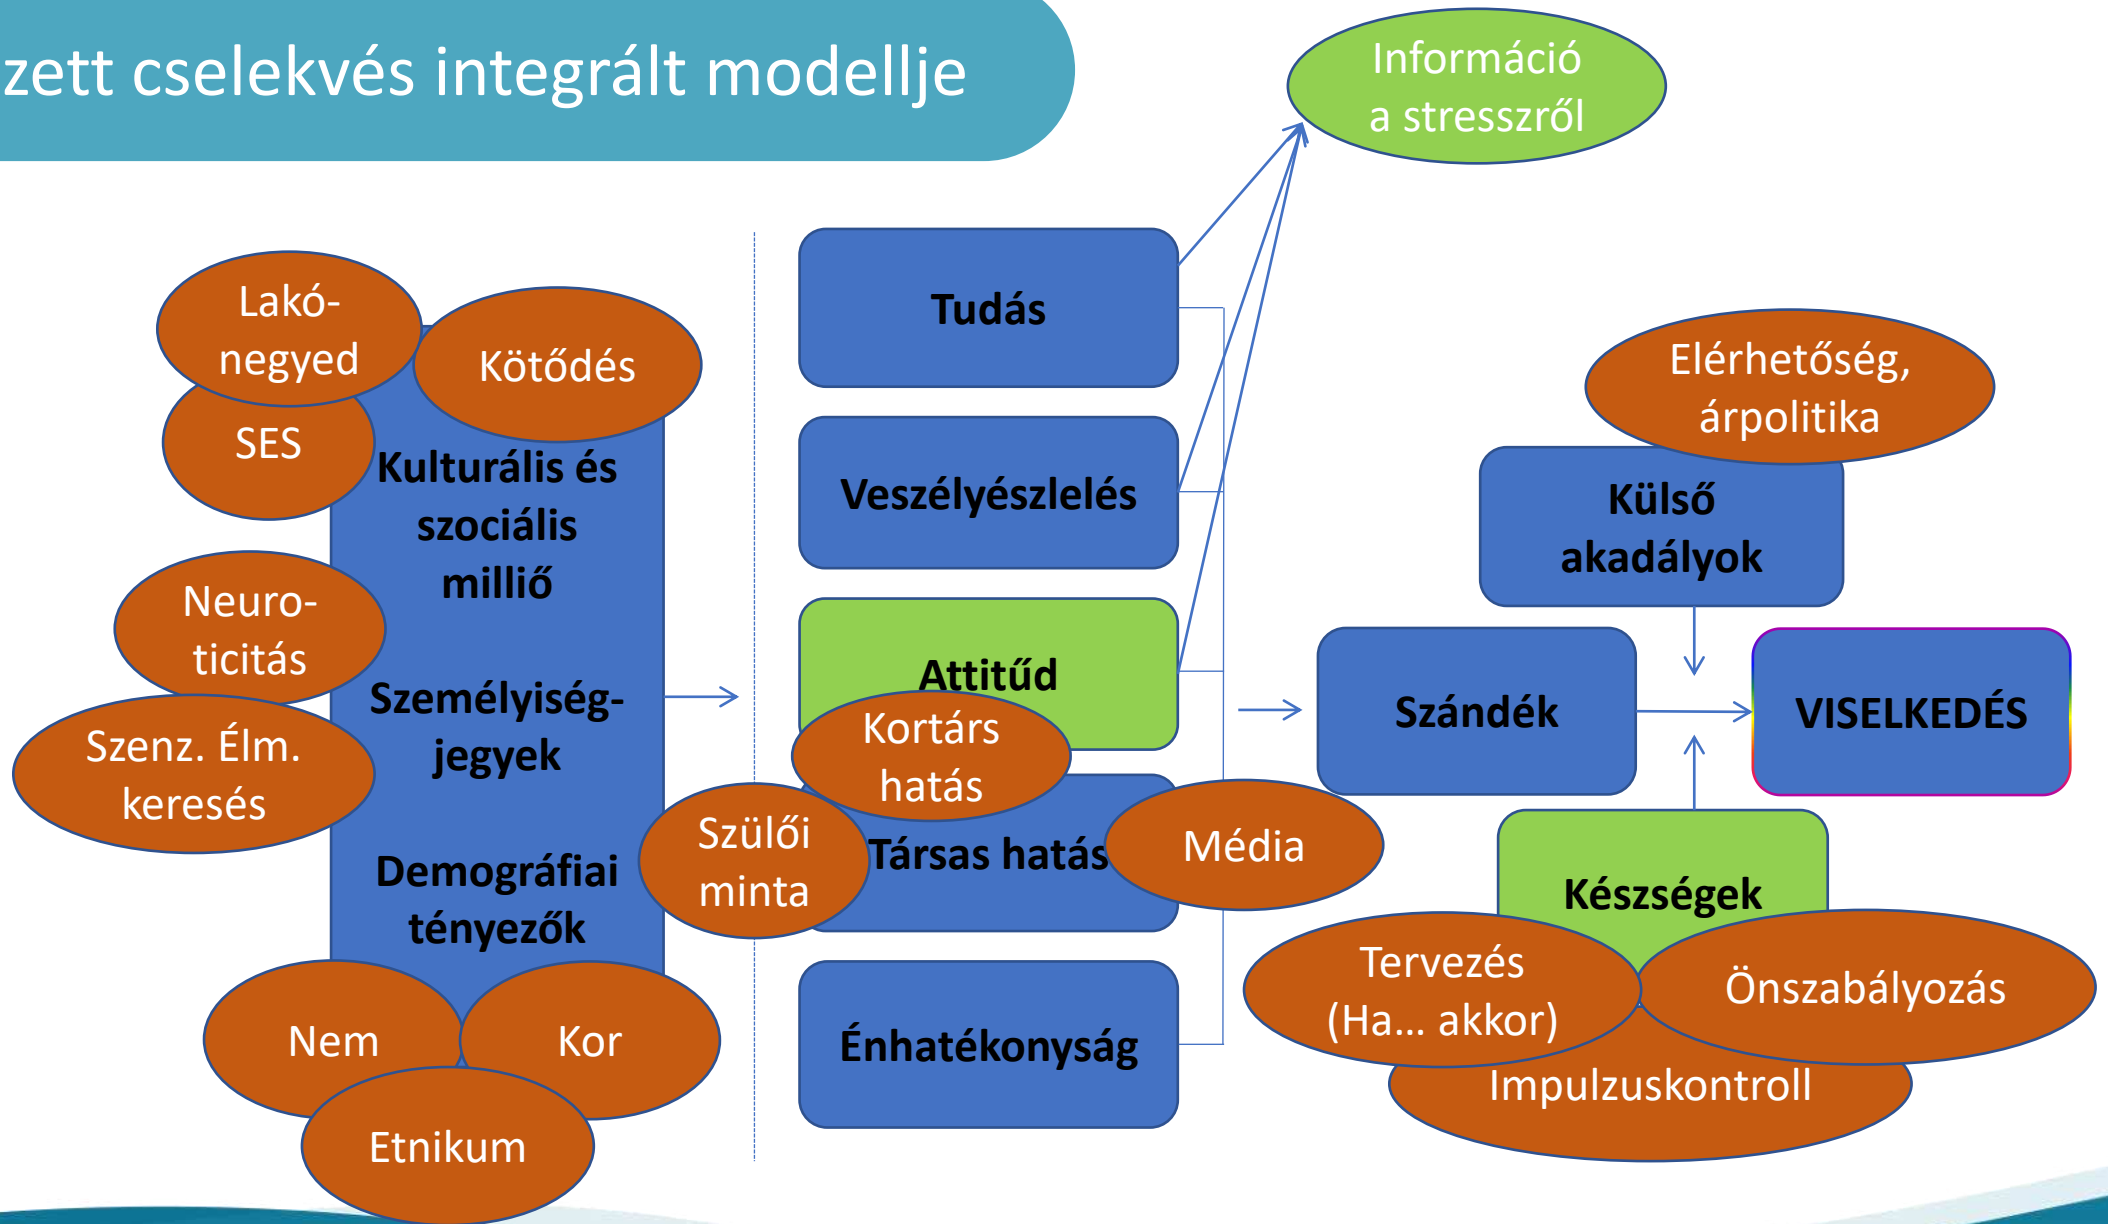 zett cselekvés integrált modellje
Információ
a stresszről
Lakó-
negyed
Kötődés
SES
Kulturális és
szociális
millió
Neuro-
ticitás
Személyiség-
jegyek
Szenz. Élm.
keresés
Demográfiai
tényezők
Nem
Kor
Etnikum
Tudás
Veszélyészlelés
Attitűd
Kortárs
hatás
Szülői
minta
Társas hatás
Média
Énhatékonyság
Elérhetőség,
árpolitika
Külső
akadályok
Szándék
VISELKEDÉS
Készségek
Tervezés
(Ha... akkor)
Önszabályozás
Impulzuskontroll